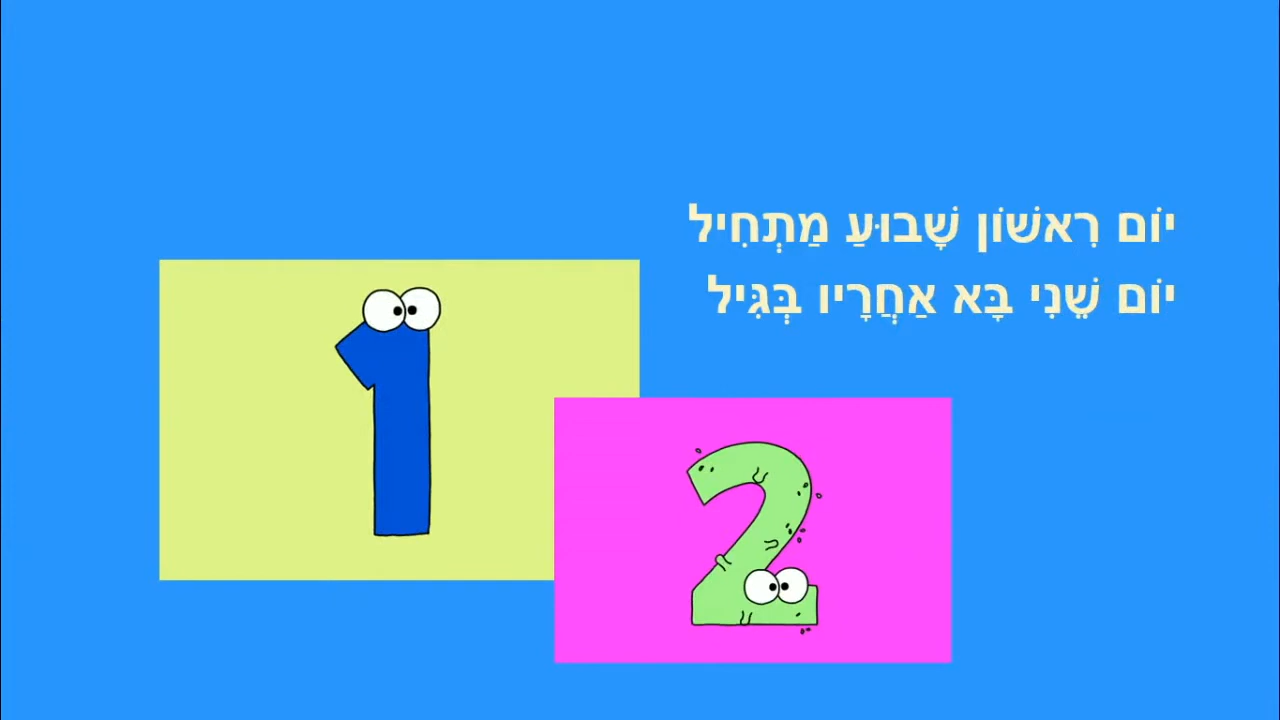 יוֹם רִאשׁוֹן שָׁבוּעַ מַתְחִיל
יוֹם שֵׁנִי בָּא אַחֲרָיו בְּגִיל
1
2